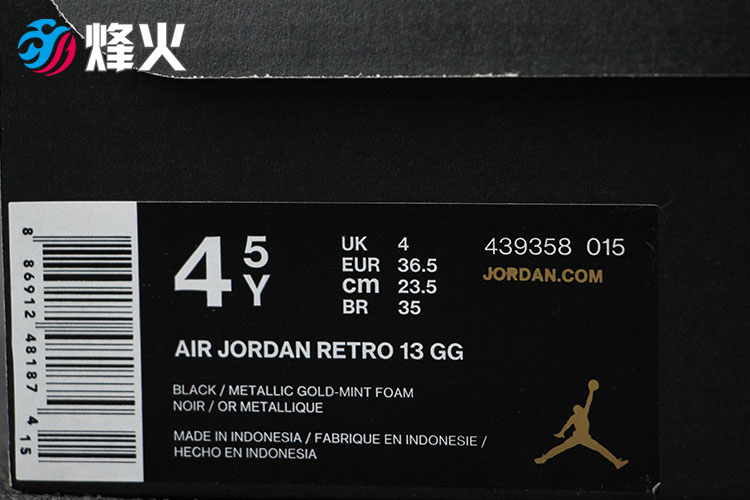 烽火
4 5 Y
UK 4
EUR 36.5
cm 23.5
BR 35
439358 015
JORDAN.COM
AIR JORDAN RETRO 13 GG
BLACK / METALLIC GOLD-MINT FOAM
NOIR / OR METALLIQUE
MADE IN INDONESIA / FABRIQUE EN INDONESIE /
HECHO EN INDONESIA
8 86912 48187 4 15